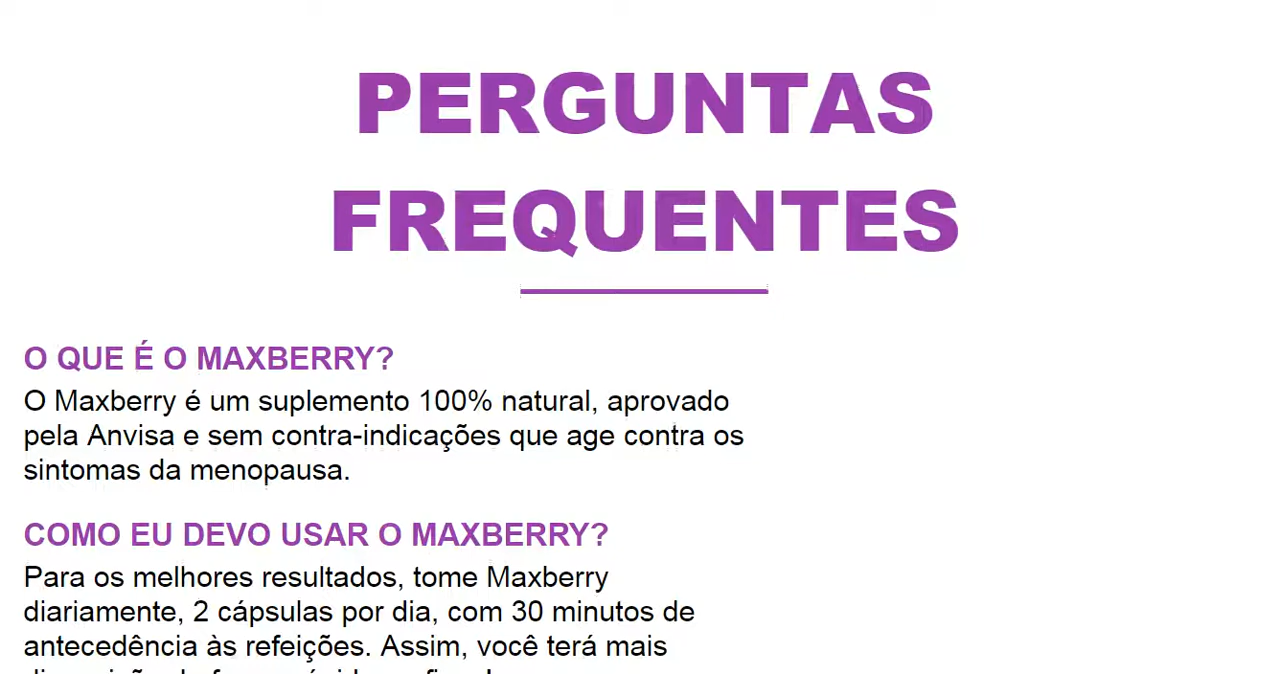 PERGUNTAS
FREQUENTES
O QUE É O MAXBERRY?
O Maxberry é um suplemento 100% natural, aprovado
pela Anvisa e sem contra-indicações que age contra os
sintomas da menopausa.
COMO EU DEVO USAR O MAXBERRY?
Para os melhores resultados, tome Maxberry
diariamente, 2 cápsulas por dia, com 30 minutos de
antecedência às refeições. Assim, você terá mais